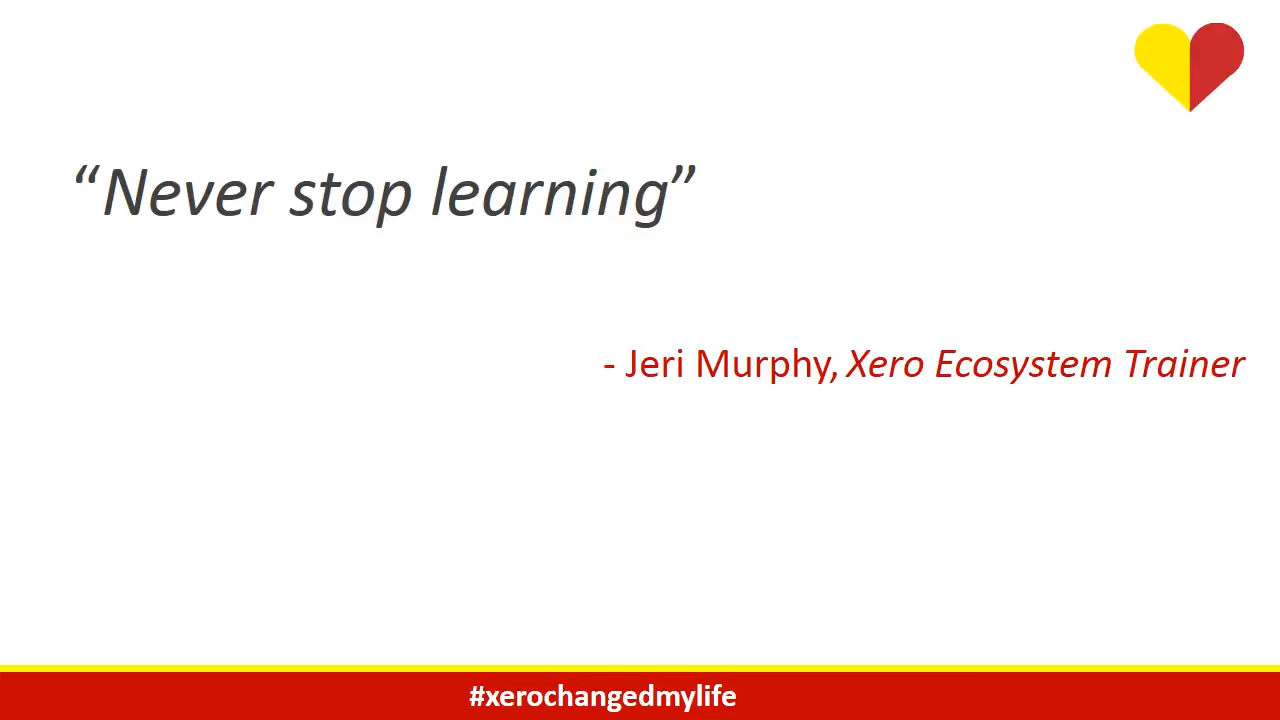 “Never stop learning”
- Jeri Murphy, Xero Ecosystem Trainer
#xerochangedmylife